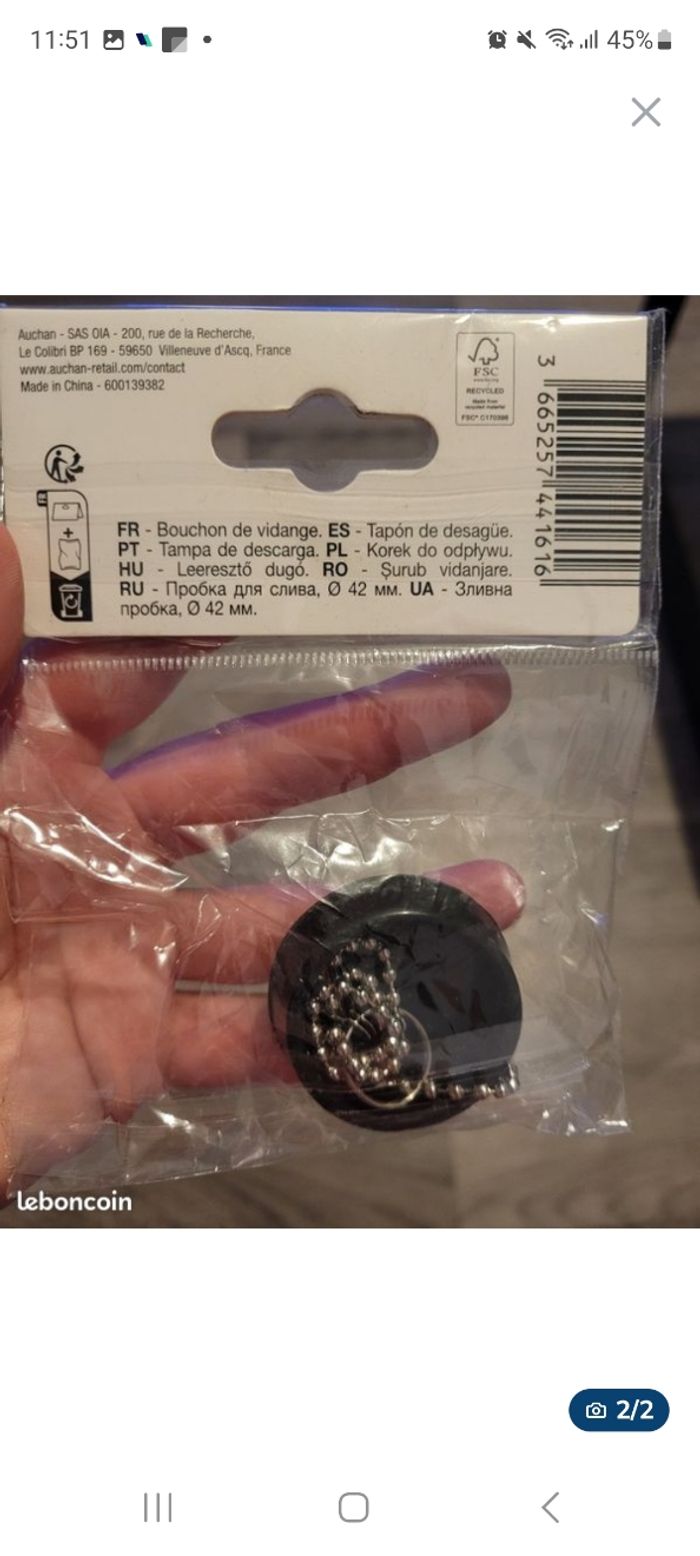 11:51
45%
Auchan - SAS OIA - 200, rue de la Recherche,
Le Colibri BP 169 - 59650 Villeneuve d'Ascq, France
www.auchan-retail.com/contact
Made in China - 600139382
FSC
RECYCLED
FR
FR - Bouchon de vidange. ES - Tapón de desagüe.
PT - Tampa de descarga. PL - Korek do odpływu.
HU - Leeresztő dugó. RO - Șurub vidanjare.
RU - Пробка для слива, Ø 42 мм. UA - Зливна
пробка, Ø 42 мм.
3 665257 441616
leboncoin
2/2